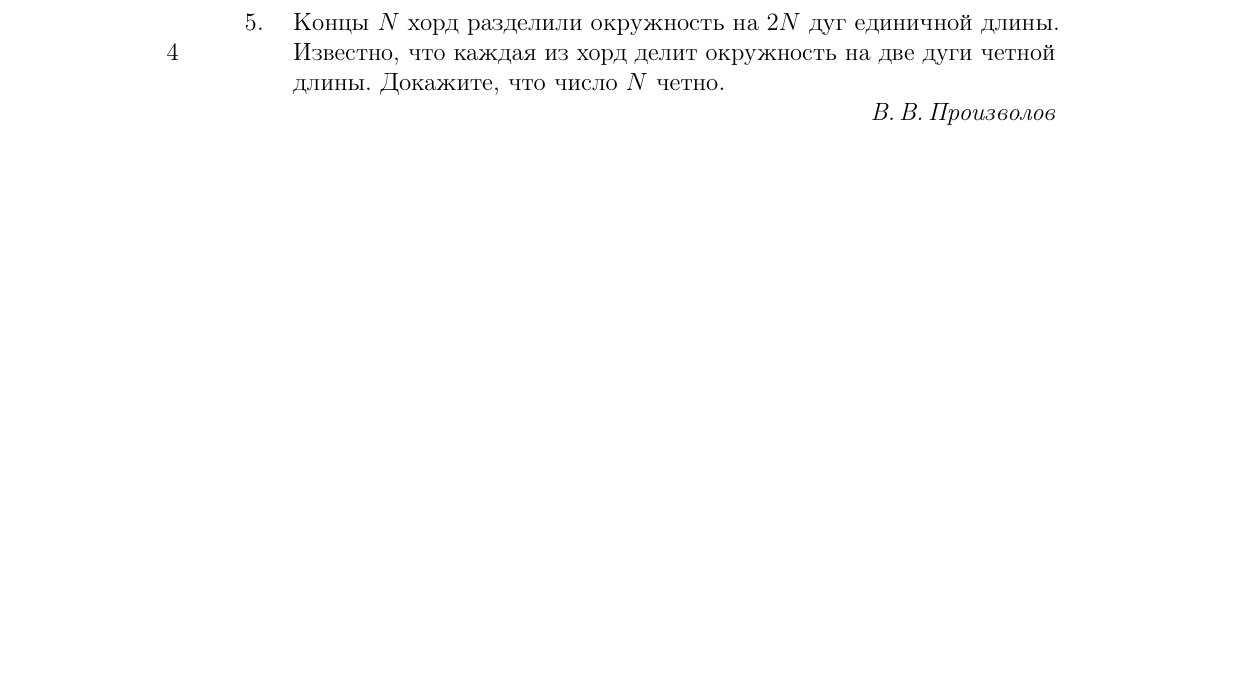 5. Концы N хорд разделили окружность на 2N дуг единичной длины.
4 Известно, что каждая из хорд делит окружность на две дуги четной
длины. Докажите, что число N четно.
В. В. Произволов